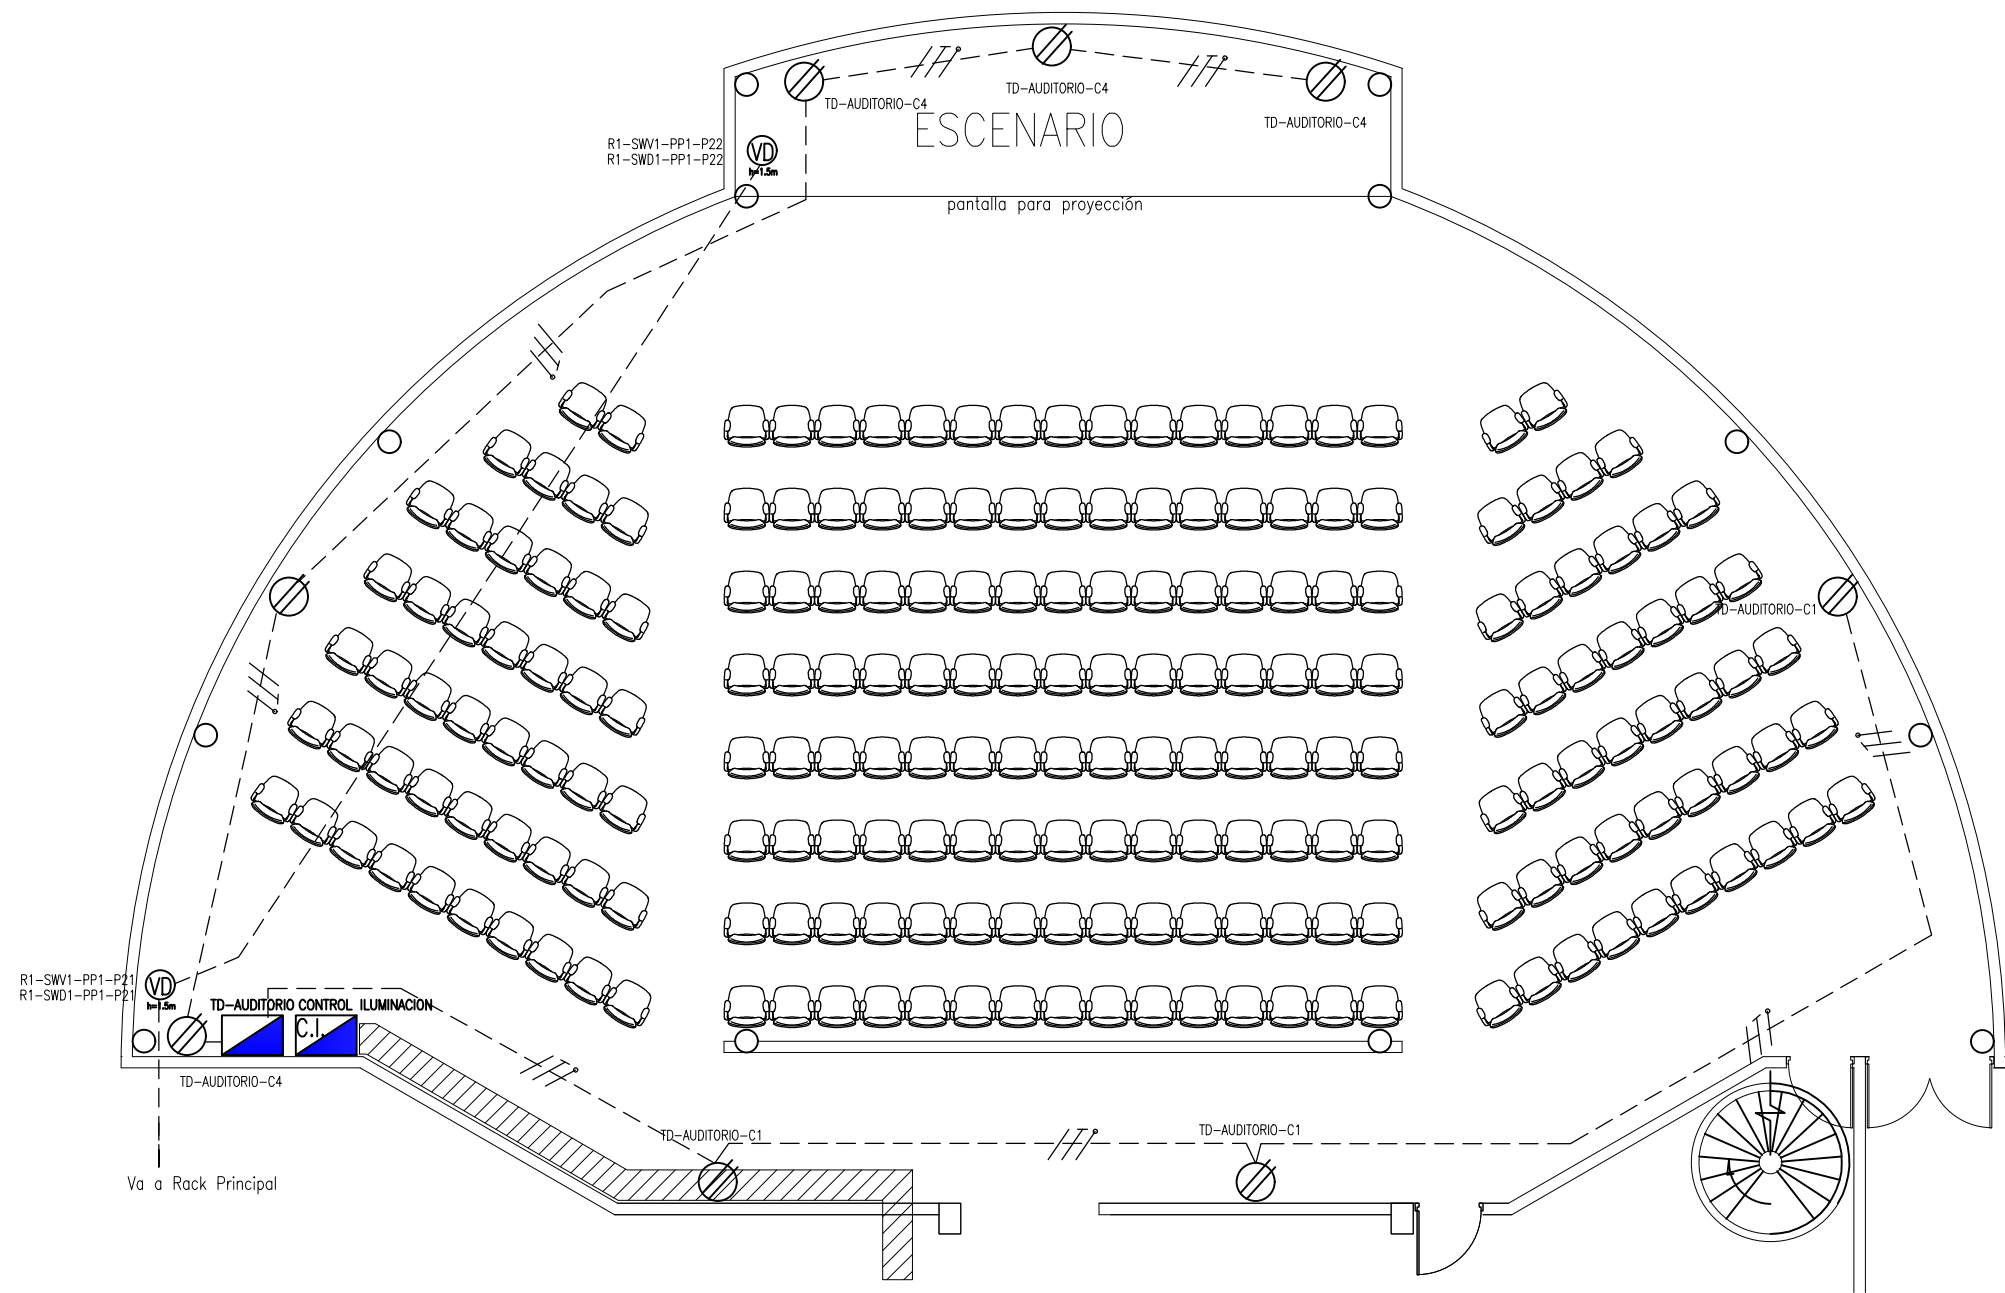 TD-AUDITORIO-C4
TD-AUDITORIO-C4
TD-AUDITORIO-C4
ESCENARIO
R1-SWV1-PP1-P22
R1-SWD1-PP1-P22
VD
h=1.5m
pantalla para proyección
TD-AUDITORIO-C1
R1-SWV1-PP1-P21
R1-SWD1-PP1-P21
VD
h=1.5m
TD-AUDITORIO CONTROL ILUMINACION
C.I.
TD-AUDITORIO-C4
TD-AUDITORIO-C1
TD-AUDITORIO-C1
Va a Rack Principal